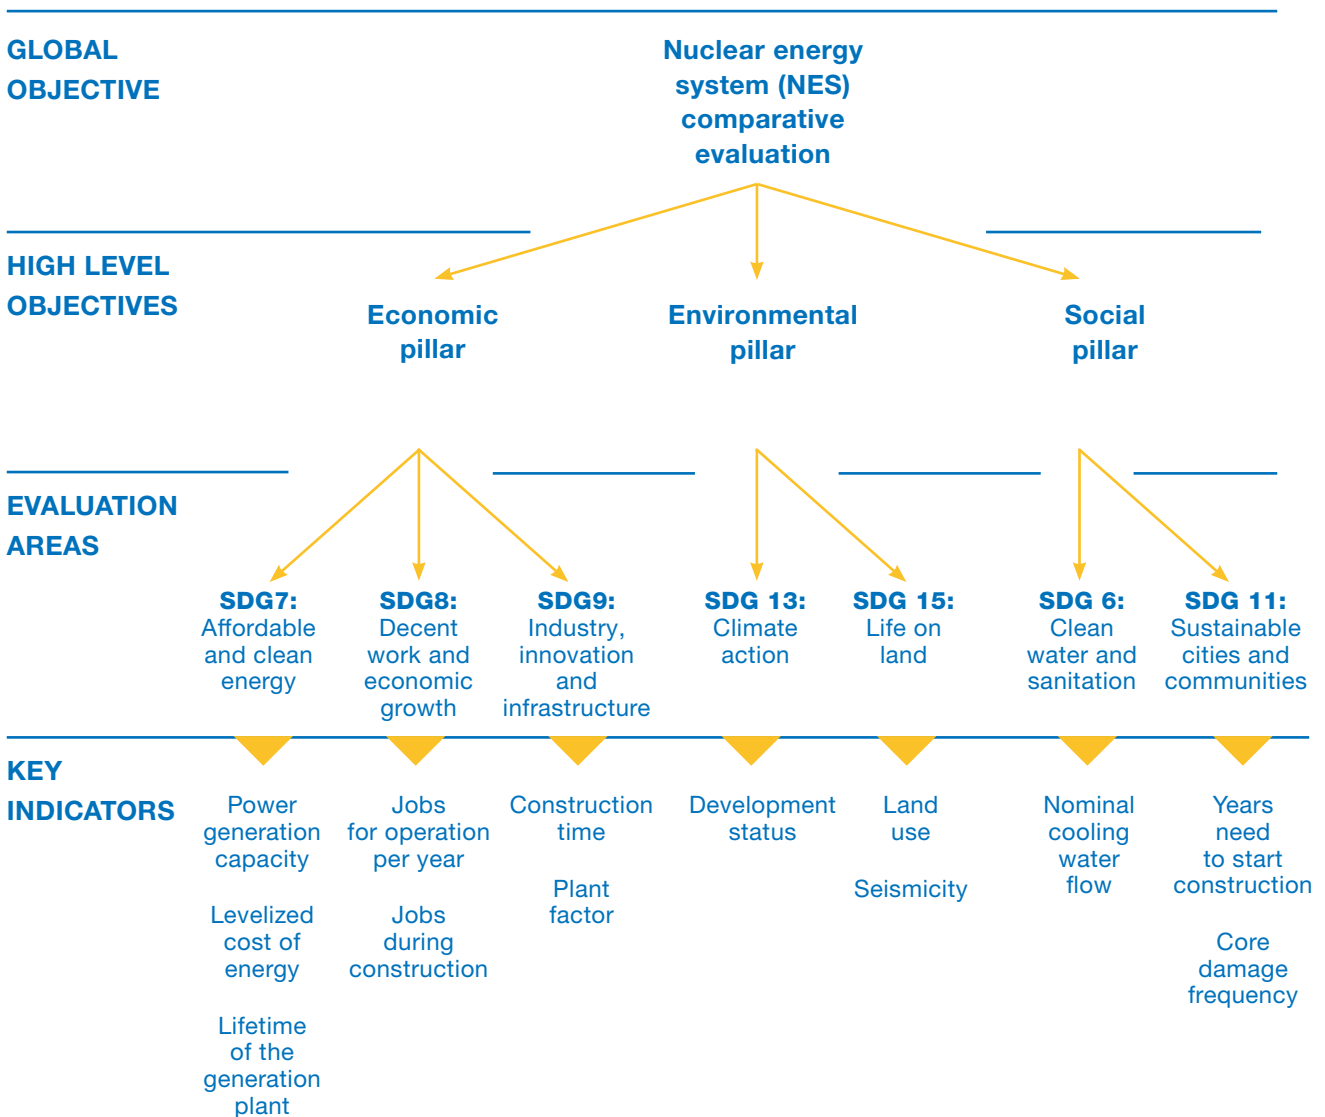 GLOBAL
OBJECTIVE
Nuclear energy
system (NES)
comparative
evaluation
HIGH LEVEL
OBJECTIVES
Economic
pillar
Environmental
pillar
Social
pillar
EVALUATION
AREAS
SDG7:
Affordable
and clean
energy
SDG8:
Decent
work and
economic
growth
SDG9:
Industry,
innovation
and
infrastructure
SDG 13:
Climate
action
SDG 15:
Life on
land
SDG 6:
Clean
water and
sanitation
SDG 11:
Sustainable
cities and
communities
KEY
INDICATORS
Power
generation
capacity
Levelized
cost of
energy
Lifetime
of the
generation
plant
Jobs
for operation
per year
Jobs
during
construction
Construction
time
Plant
factor
Development
status
Land
use
Seismicity
Nominal
cooling
water
flow
Years
need
to start
construction
Core
damage
frequency